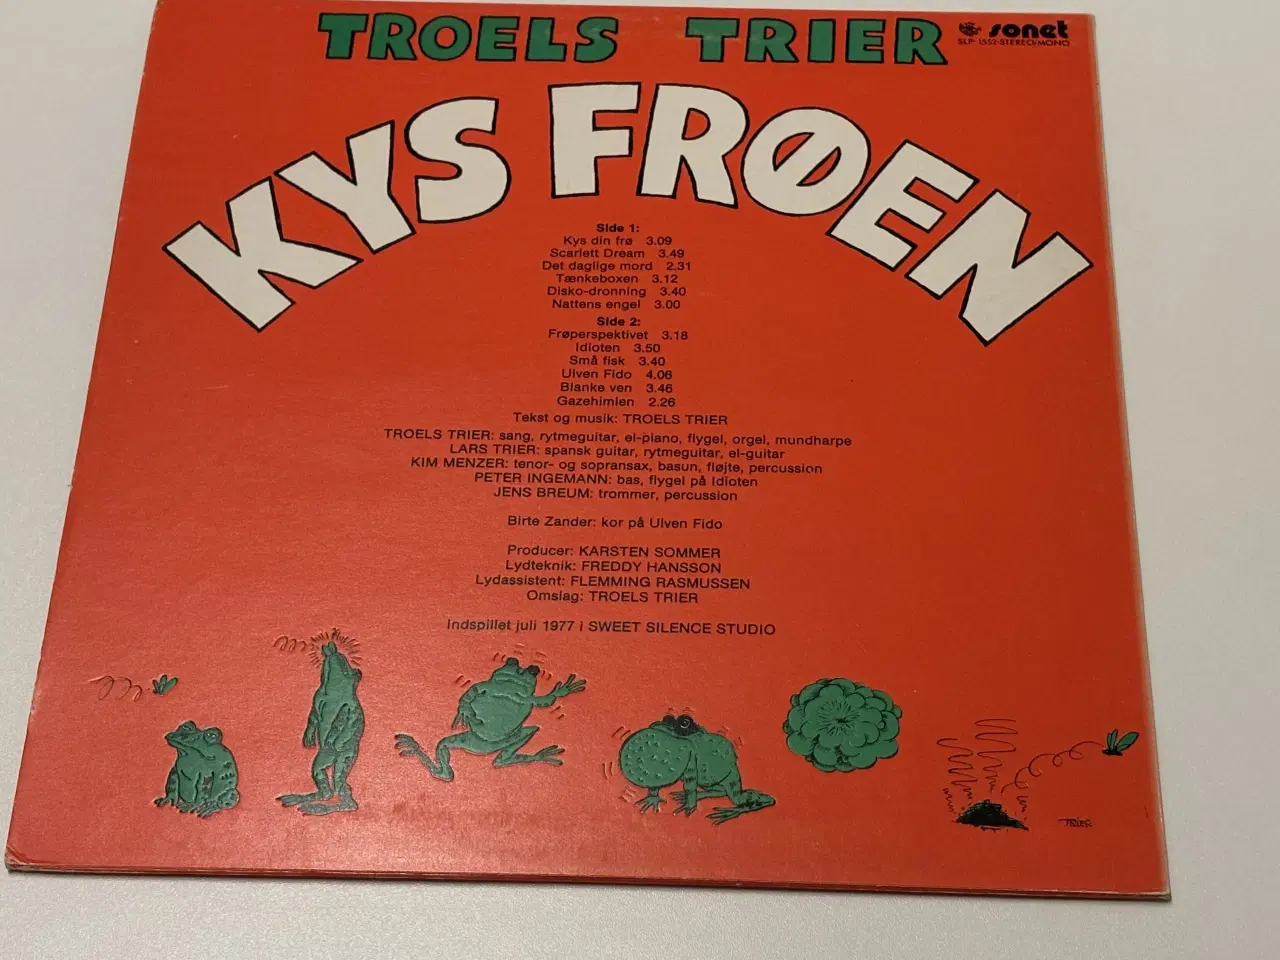 TROELS TRIER
sonet
SLP-1552-STEREO/MONO
KYS FRØEN
Side 1:
Kys din frø 3.09
Scarlett Dream 3.49
Det daglige mord 2.31
Tænkeboxen 3.12
Disko-dronning 3.40
Nattens engel 3.00
Side 2:
Frøperspektivet 3.18
Idioten 3.50
Små fisk 3.40
Ulven Fido 4.06
Blanke ven 3.46
Gazehimlen 2.26
Tekst og musik: TROELS TRIER
TROELS TRIER: sang, rytmeguitar, el-piano, flygel, orgel, mundharpe
LARS TRIER: spansk guitar, rytmeguitar, el-guitar
KIM MENZER: tenor- og sopransax, basun, fløjte, percussion
PETER INGEMANN: bas, flygel på Idioten
JENS BREUM: trommer, percussion
Birte Zander: kor på Ulven Fido
Producer: KARSTEN SOMMER
Lydteknik: FREDDY HANSSON
Lydassistent: FLEMMING RASMUSSEN
Omslag: TROELS TRIER
Indspillet juli 1977 i SWEET SILENCE STUDIO
TRIER